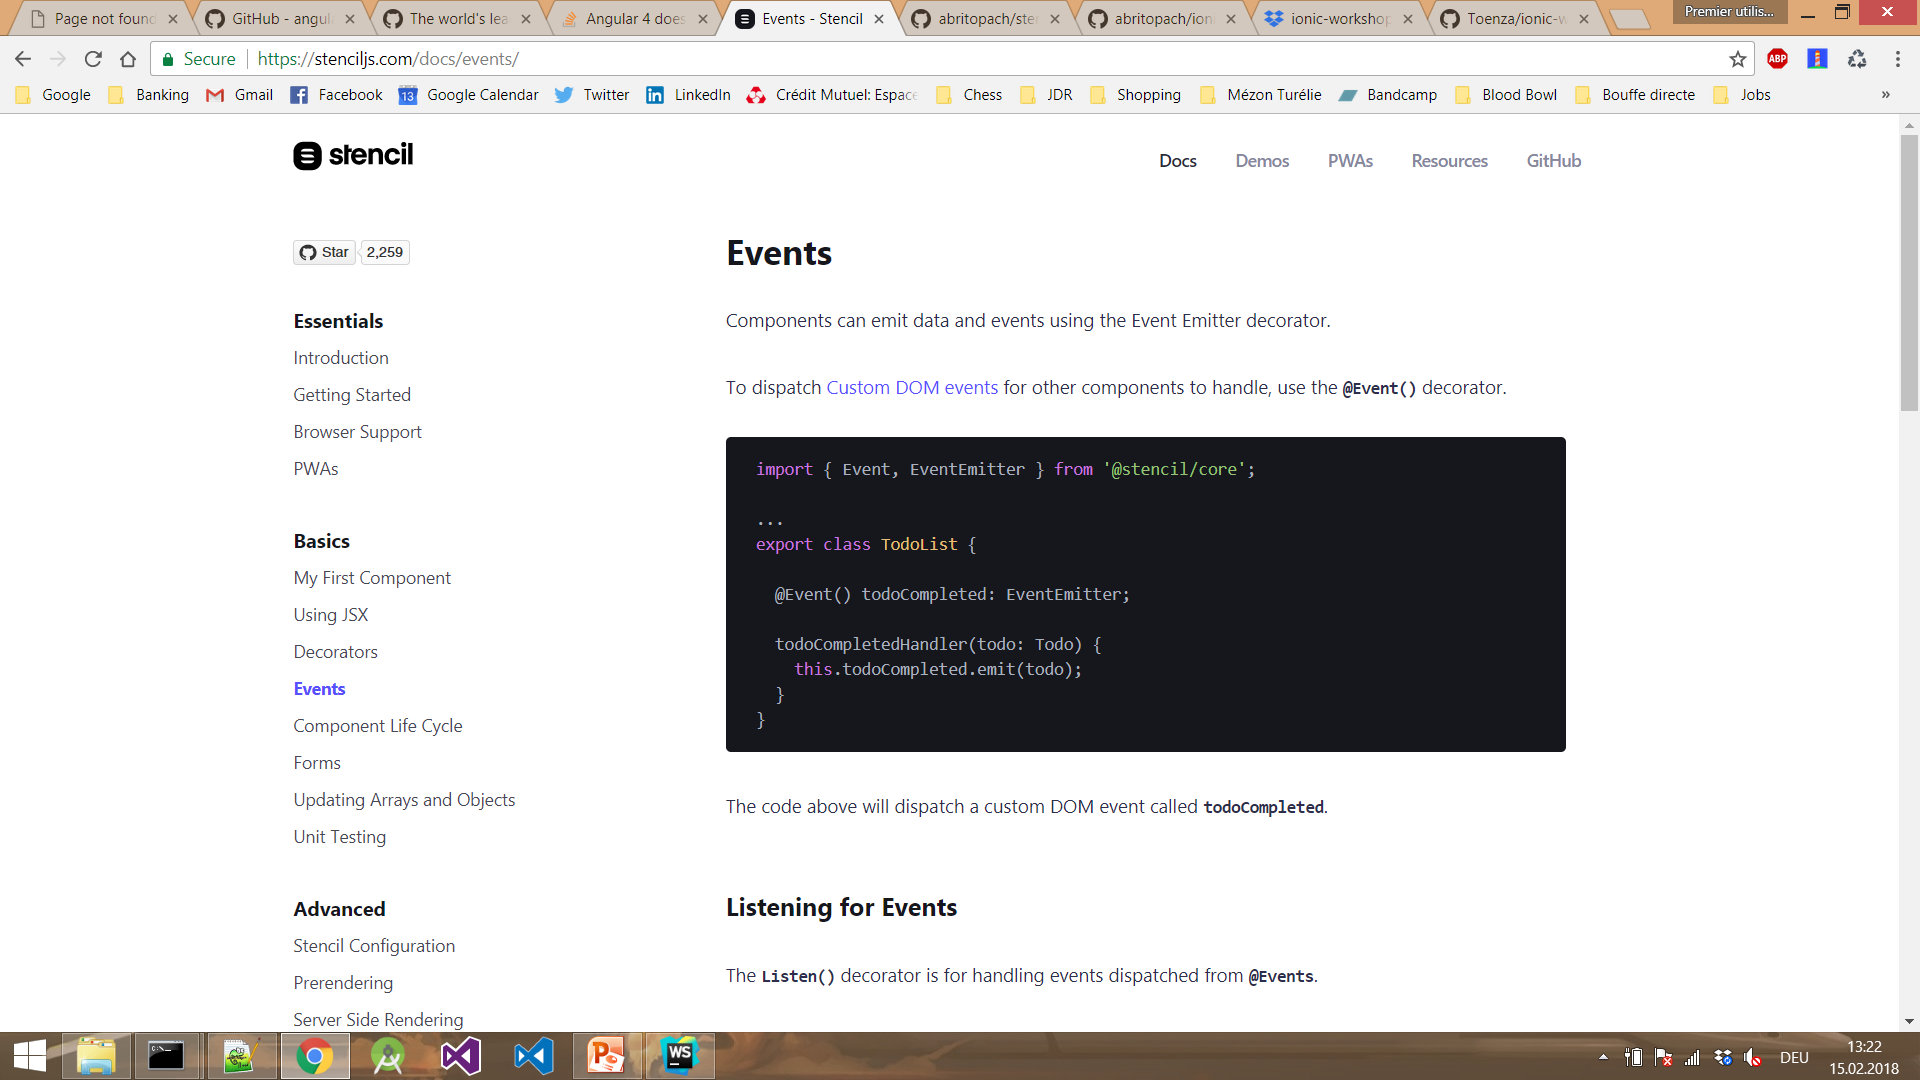 Page not found
GitHub - angul
The world's lea
Angular 4 does
Events - Stencil
abritopach/ste
abritopach/ion
ionic-workshop
Toenza/ionic-w
Premier utilis...
Secure
https://stenciljs.com/docs/events/
ABP
Google
Banking
Gmail
Facebook
13
Google Calendar
Twitter
LinkedIn
Crédit Mutuel: Espace
Chess
JDR
Shopping
Mézon Turélie
Bandcamp
Blood Bowl
Bouffe directe
Jobs
»
stencil
Docs
Demos
PWAs
Resources
GitHub
Star
2,259
Essentials
Introduction
Getting Started
Browser Support
PWAs
Basics
My First Component
Using JSX
Decorators
Events
Component Life Cycle
Forms
Updating Arrays and Objects
Unit Testing
Advanced
Stencil Configuration
Prerendering
Server Side Rendering
Events
Components can emit data and events using the Event Emitter decorator.
To dispatch Custom DOM events for other components to handle, use the @Event() decorator.
import { Event, EventEmitter } from '@stencil/core';
...
export class TodoList {
@Event() todoCompleted: EventEmitter;
todoCompletedHandler(todo: Todo) {
this.todoCompleted.emit(todo);
}
}
The code above will dispatch a custom DOM event called todoCompleted.
Listening for Events
The Listen() decorator is for handling events dispatched from @Events.
WS
DEU
13:22
15.02.2018